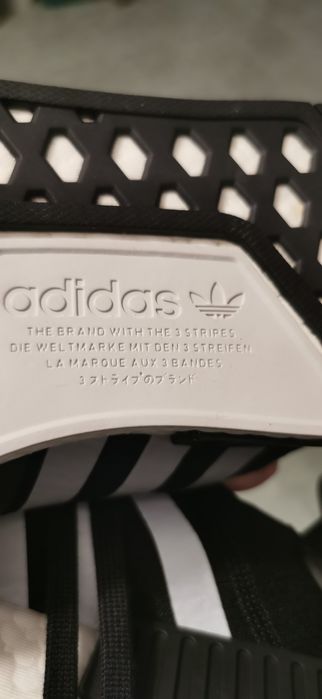 adidas
THE BRAND WITH THE 3 STRIPES
DIE WELTMARKE MIT DEN 3 STREIFEN
LA MARQUE AUX 3 BANDES
3ストライプのブランド